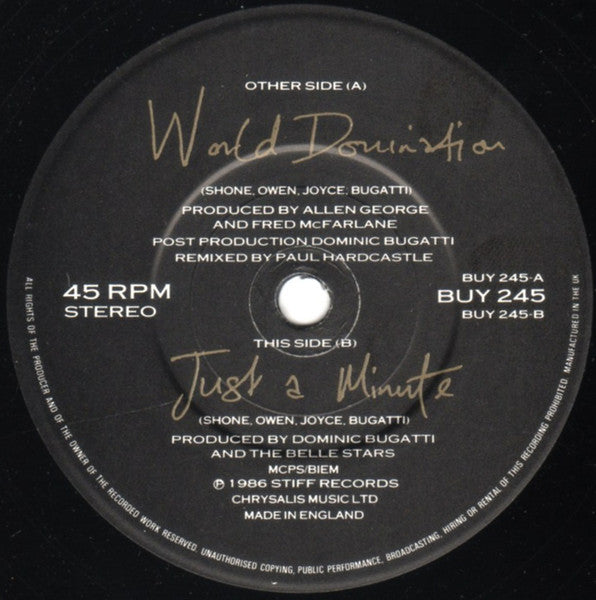 OTHER SIDE (A)
World Domination
(SHONE, OWEN, JOYCE, BUGATTI)
PRODUCED BY ALLEN GEORGE
AND FRED McFARLANE
POST PRODUCTION DOMINIC BUGATTI
REMIXED BY PAUL HARDCASTLE
45 RPM
STEREO
BUY 245-A
BUY 245
BUY 245-B
THIS SIDE (B)
Just a Minute
(SHONE, OWEN, JOYCE, BUGATTI)
PRODUCED BY DOMINIC BUGATTI
AND THE BELLE STARS
MCPS/BIEM
℗ 1986 STIFF RECORDS
CHRYSALIS MUSIC LTD
MADE IN ENGLAND
ALL RIGHTS OF THE PRODUCER AND OF THE OWNER OF THE RECORDED WORK RESERVED. UNAUTHORISED COPYING, PUBLIC PERFORMANCE, BROADCASTING, HIRING OR RENTAL OF THIS RECORDING PROHIBITED. MANUFACTURED IN THE UK